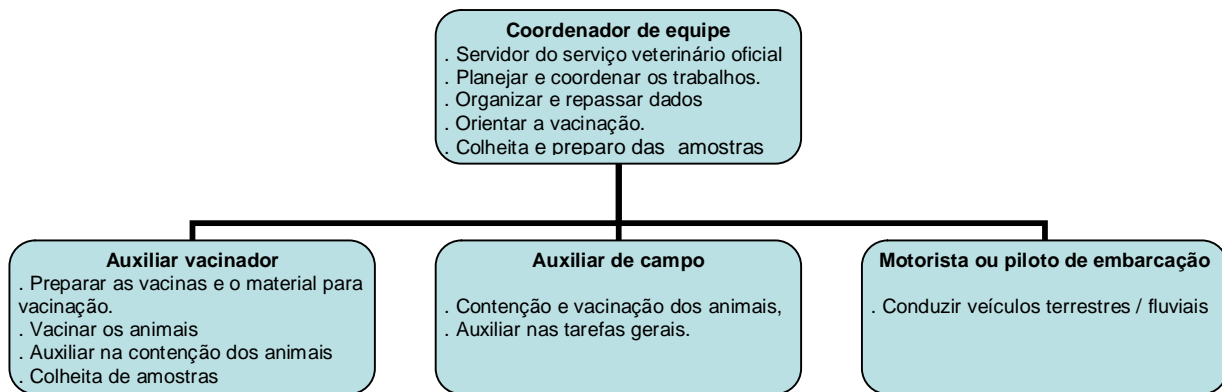 Coordenador de equipe
. Servidor do serviço veterinário oficial
. Planejar e coordenar os trabalhos.
. Organizar e repassar dados
. Orientar a vacinação.
. Colheita e preparo das amostras
Auxiliar vacinador
. Preparar as vacinas e o material para
vacinação.
. Vacinar os animais
. Auxiliar na contenção dos animais
. Colheita de amostras
Auxiliar de campo
. Contenção e vacinação dos animais,
. Auxiliar nas tarefas gerais.
Motorista ou piloto de embarcação
. Conduzir veículos terrestres / fluviais